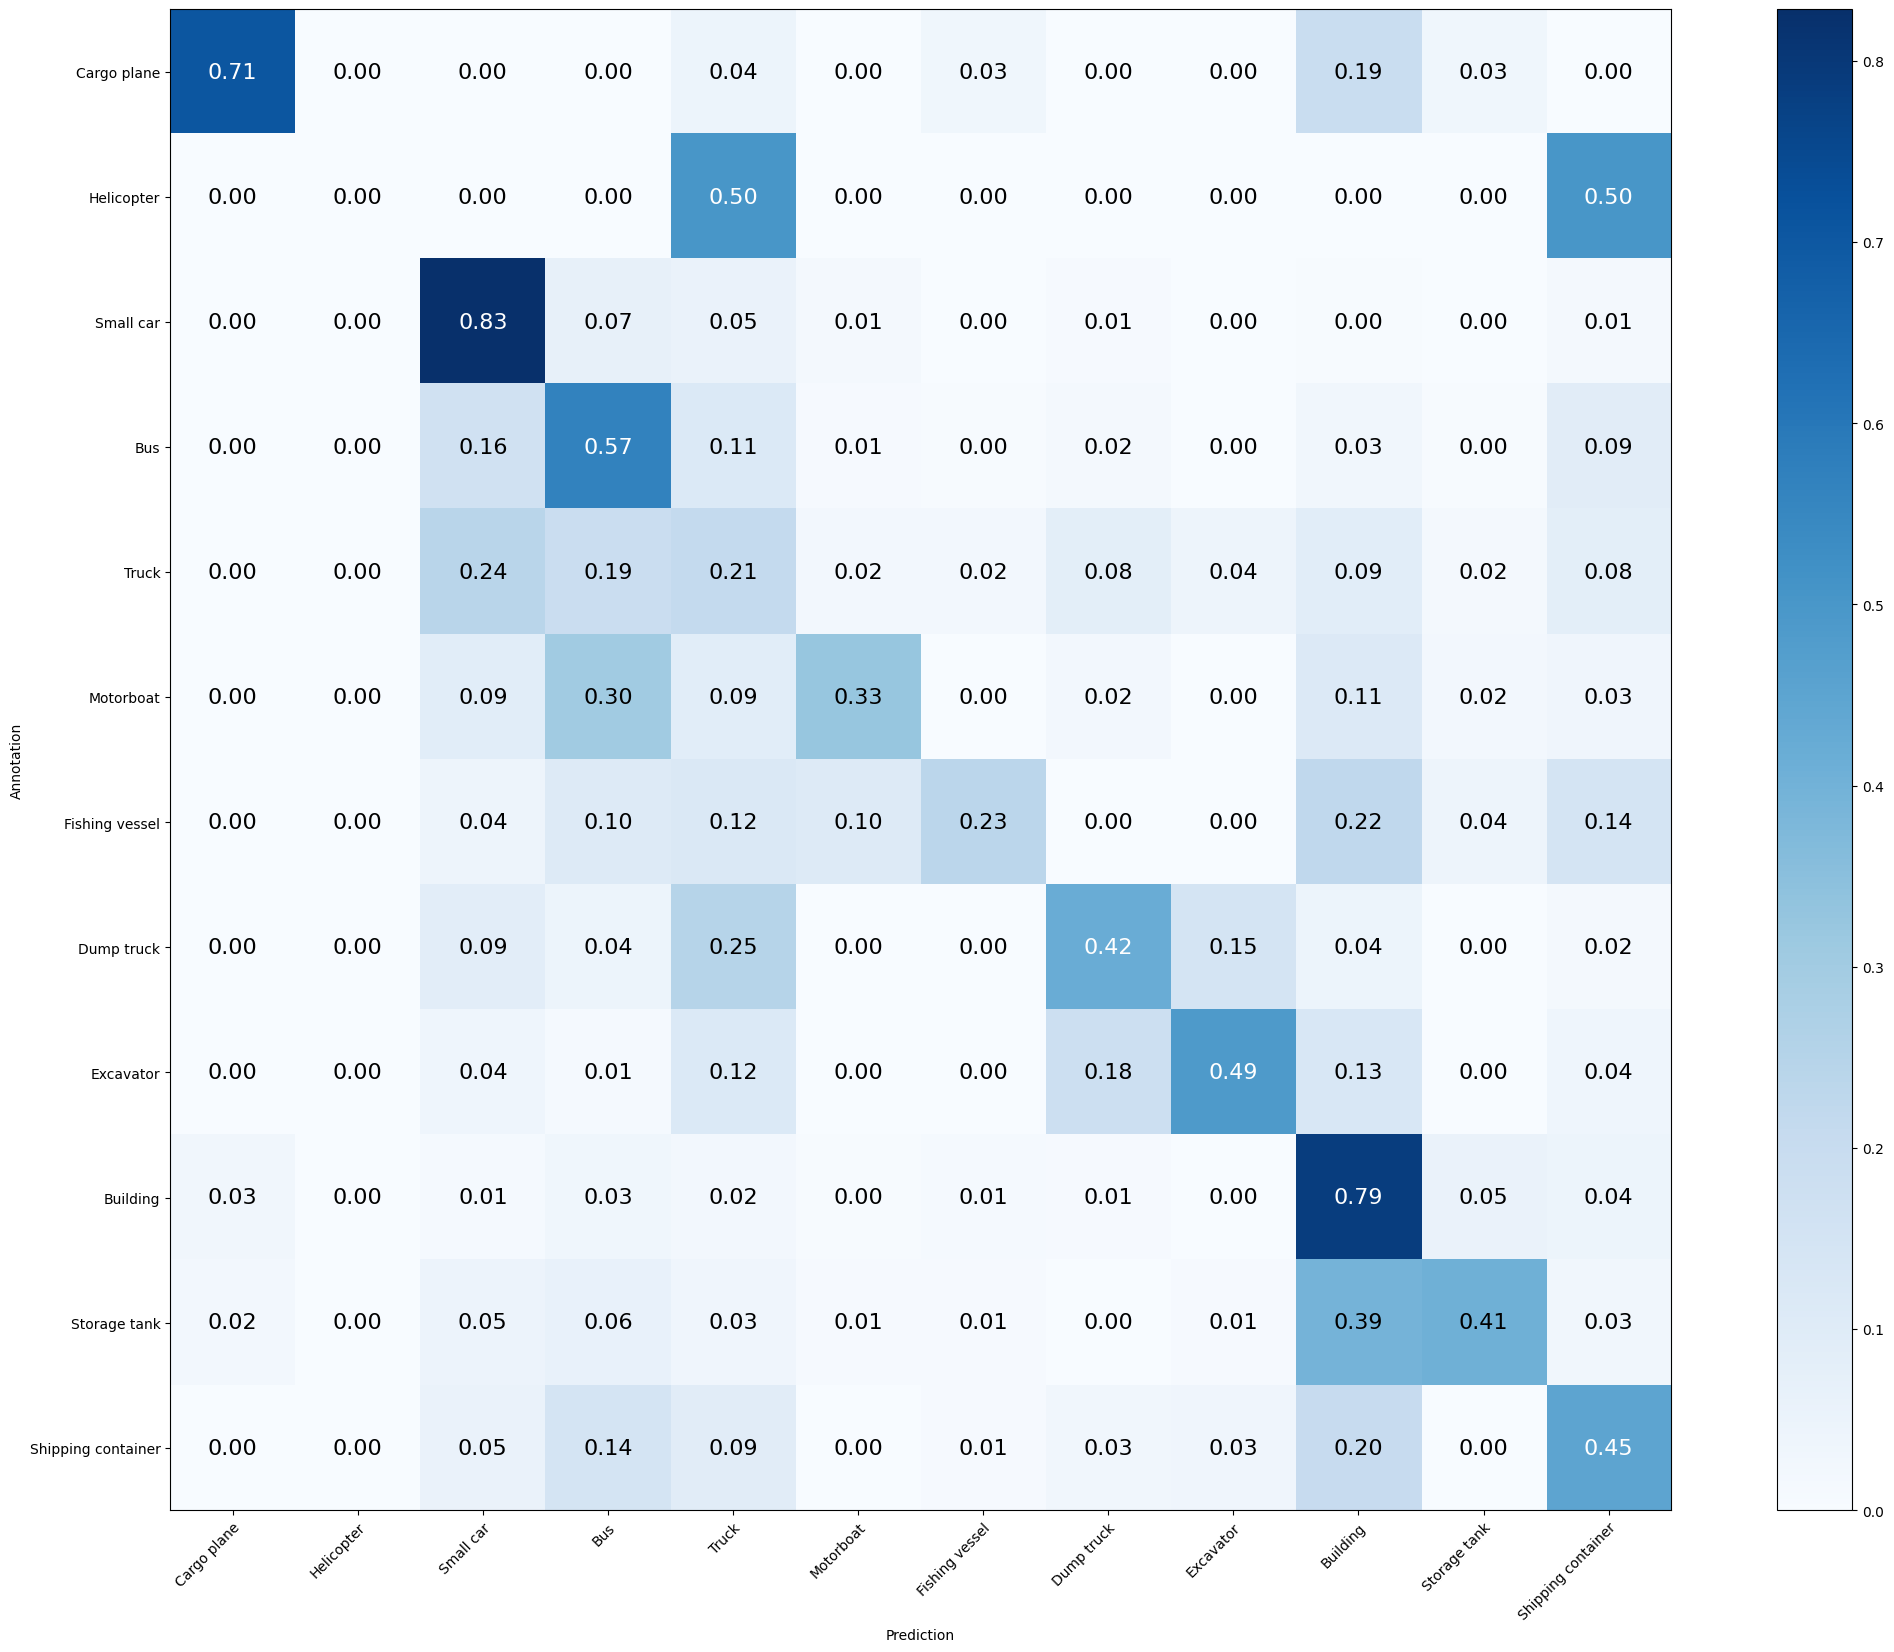 Cargo plane 0.71 0.00 0.00 0.00 0.04 0.00 0.03 0.00 0.00 0.19 0.03 0.00
Helicopter 0.00 0.00 0.00 0.00 0.50 0.00 0.00 0.00 0.00 0.00 0.00 0.50
Small car 0.00 0.00 0.83 0.07 0.05 0.01 0.00 0.01 0.00 0.00 0.00 0.01
Bus 0.00 0.00 0.16 0.57 0.11 0.01 0.00 0.02 0.00 0.03 0.00 0.09
Truck 0.00 0.00 0.24 0.19 0.21 0.02 0.02 0.08 0.04 0.09 0.02 0.08
Motorboat 0.00 0.00 0.09 0.30 0.09 0.33 0.00 0.02 0.00 0.11 0.02 0.03
Fishing vessel 0.00 0.00 0.04 0.10 0.12 0.10 0.23 0.00 0.00 0.22 0.04 0.14
Dump truck 0.00 0.00 0.09 0.04 0.25 0.00 0.00 0.42 0.15 0.04 0.00 0.02
Excavator 0.00 0.00 0.04 0.01 0.12 0.00 0.00 0.18 0.49 0.13 0.00 0.04
Building 0.03 0.00 0.01 0.03 0.02 0.00 0.01 0.01 0.00 0.79 0.05 0.04
Storage tank 0.02 0.00 0.05 0.06 0.03 0.01 0.01 0.00 0.01 0.39 0.41 0.03
Shipping container 0.00 0.00 0.05 0.14 0.09 0.00 0.01 0.03 0.03 0.20 0.00 0.45
Annotation
Cargo plane
Helicopter
Small car
Bus
Truck
Motorboat
Fishing vessel
Dump truck
Excavator
Building
Storage tank
Shipping container
Prediction
0.8
0.7
0.6
0.5
0.4
0.3
0.2
0.1
0.0